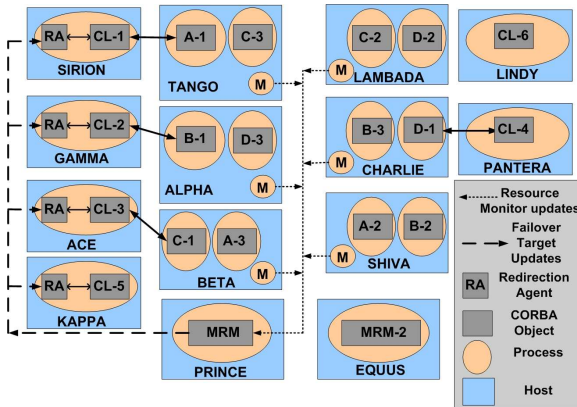 RA CL-1 A-1 C-3 C-2 D-2 CL-6
SIRION TANGO M M LAMBADA LINDY
RA CL-2 B-1 D-3 B-3 D-1 CL-4
GAMMA ALPHA M M CHARLIE PANTERA
RA CL-3 C-1 A-3 A-2 B-2
ACE BETA M M SHIVA
RA CL-5
KAPPA
MRM MRM-2
PRINCE EQUUS
Resource
Monitor updates
Failover
Target
Updates
RA Redirection
Agent
CORBA
Object
Process
Host